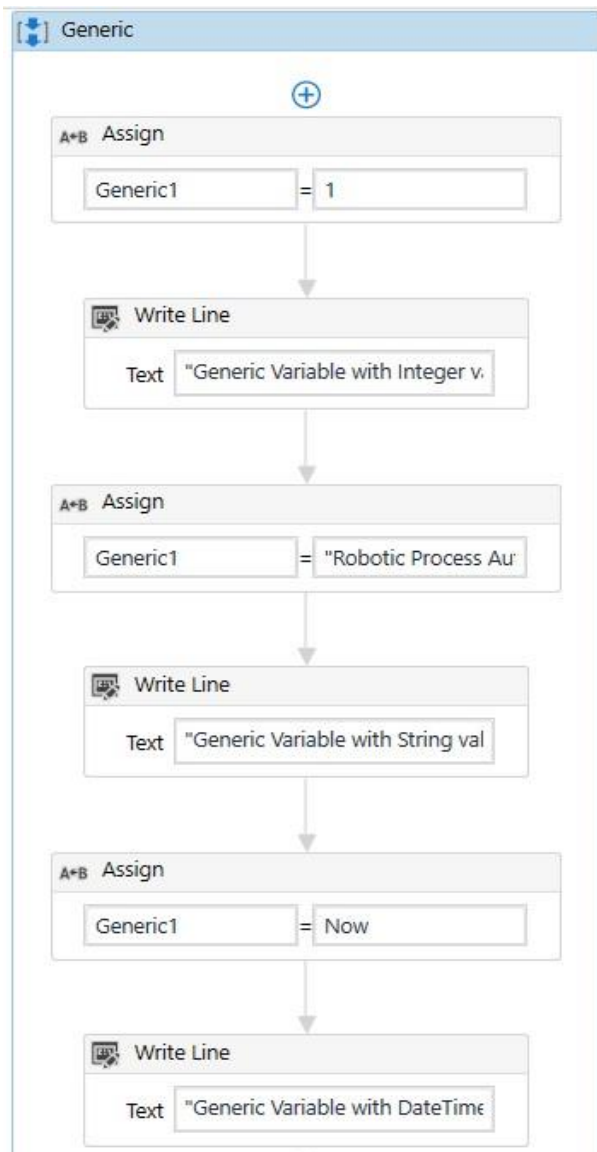 Generic
A←B Assign
Generic1 = 1
Write Line
Text "Generic Variable with Integer v
A←B Assign
Generic1 = "Robotic Process Au
Write Line
Text "Generic Variable with String val
A←B Assign
Generic1 = Now
Write Line
Text "Generic Variable with DateTime